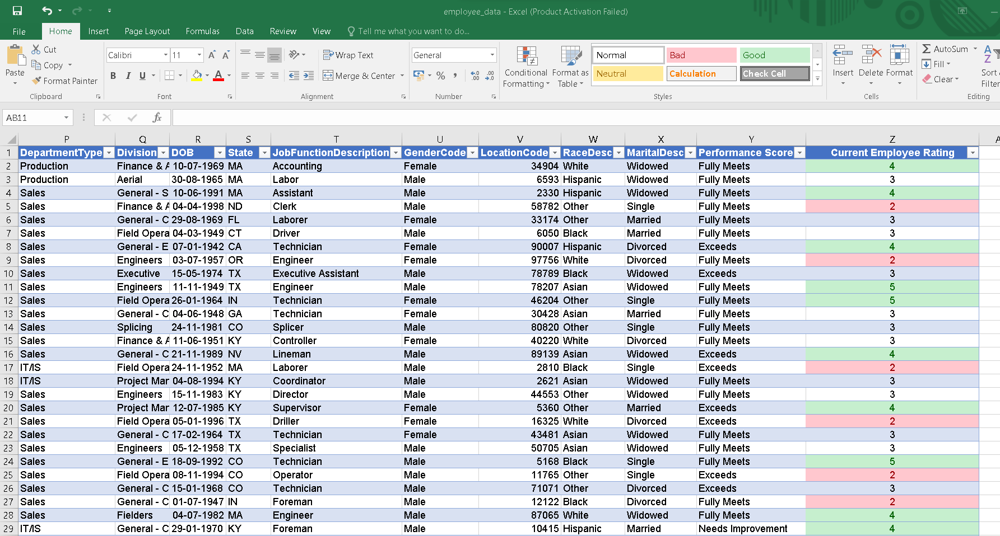 employee_data - Excel (Product Activation Failed)
File Home Insert Page Layout Formulas Data Review View Tell me what you want to do...
Paste Cut Copy Format Painter Clipboard
Calibri 11 B I U A Font
Wrap Text Merge & Center Alignment
General % Number
Conditional Formatting Format as Table
Normal Bad Good
Neutral Calculation Check Cell
Styles
Insert Delete Format Cells
AutoSum Fill Clear Sort Filter Editing
AB11 fx
P Q R S T U V W X Y Z
1 DepartmentType Division DOB State JobFunctionDescription GenderCode LocationCode RaceDesc MaritalDesc Performance Score Current Employee Rating
2 Production Finance & A 10-07-1969 MA Accounting Female 34904 White Widowed Fully Meets 4
3 Production Aerial 30-08-1965 MA Labor Male 6593 Hispanic Widowed Fully Meets 3
4 Sales General - S 10-06-1991 MA Assistant Male 2330 Hispanic Widowed Fully Meets 4
5 Sales Finance & A 04-04-1998 ND Clerk Male 58782 Other Single Fully Meets 2
6 Sales General - C 29-08-1969 FL Laborer Female 33174 Other Married Fully Meets 3
7 Sales Field Opera 04-03-1949 CT Driver Male 6050 Black Married Fully Meets 3
8 Sales General - E 07-01-1942 CA Technician Female 90007 Hispanic Divorced Exceeds 4
9 Sales Engineers 03-07-1957 OR Engineer Female 97756 White Divorced Fully Meets 2
10 Sales Executive 15-05-1974 TX Executive Assistant Male 78789 Black Widowed Exceeds 3
11 Sales Engineers 11-11-1949 TX Engineer Male 78207 Asian Widowed Fully Meets 5
12 Sales Field Opera 26-01-1964 IN Technician Male 46204 Other Single Fully Meets 5
13 Sales General - C 04-06-1948 GA Technician Female 30428 Asian Married Fully Meets 3
14 Sales Splicing 24-11-1981 CO Splicer Male 80820 Other Single Fully Meets 3
15 Sales Finance & A 11-06-1951 KY Controller Female 40220 White Divorced Fully Meets 3
16 Sales General - C 21-11-1989 NV Lineman Male 89139 Asian Widowed Exceeds 4
17 IT/IS Field Opera 24-11-1952 MA Laborer Male 2810 Black Single Exceeds 2
18 IT/IS Project Mar 04-08-1994 KY Coordinator Male 2621 Asian Widowed Fully Meets 3
19 Sales Engineers 15-11-1983 KY Director Male 44553 Other Widowed Fully Meets 3
20 Sales Project Mar 12-07-1985 KY Supervisor Female 5360 Other Married Exceeds 4
21 Sales Field Opera 05-01-1996 TX Driller Female 16325 White Divorced Exceeds 2
22 Sales General - C 17-02-1964 TX Technician Female 43481 Asian Widowed Fully Meets 3
23 Sales Engineers 05-12-1958 TX Specialist Male 50705 Asian Widowed Fully Meets 3
24 Sales General - E 18-09-1992 CO Technician Male 5168 Black Single Fully Meets 5
25 Sales Field Opera 08-11-1994 CO Operator Male 11765 Other Single Exceeds 2
26 Sales General - C 15-01-1968 CO Technician Male 71071 Other Divorced Exceeds 3
27 Sales General - C 01-07-1947 IN Foreman Male 12122 Black Divorced Fully Meets 2
28 Sales Fielders 04-07-1982 MA Engineer Male 87065 White Widowed Fully Meets 4
29 IT/IS General - C 29-01-1970 KY Foreman Male 10415 Hispanic Married Needs Improvement 4